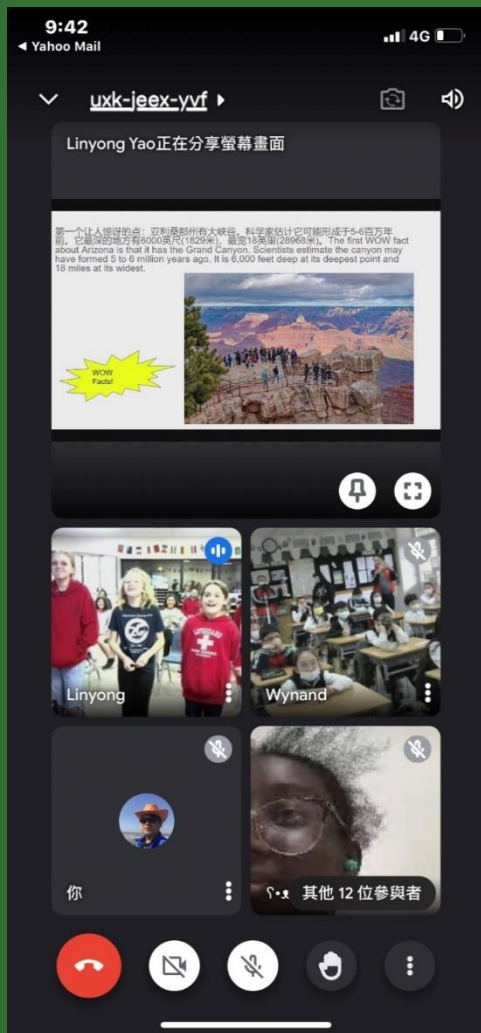 9:42
4G
◀ Yahoo Mail
uxk-jeex-yvf
Linyong Yao正在分享螢幕畫面
第一个让人惊讶的点：亚利桑那州有大峡谷。科学家估计它可能形成于5-6百万年
前。它最深的地方有6000英尺(1829米)，最宽18英里(28968米)。The first WOW fact
about Arizona is that it has the Grand Canyon. Scientists estimate the canyon may
have formed 5 to 6 million years ago. It is 6,000 feet deep at its deepest point and
18 miles at its widest.
WOW
Facts!
Linyong
Wynand
你
其他 12 位參與者